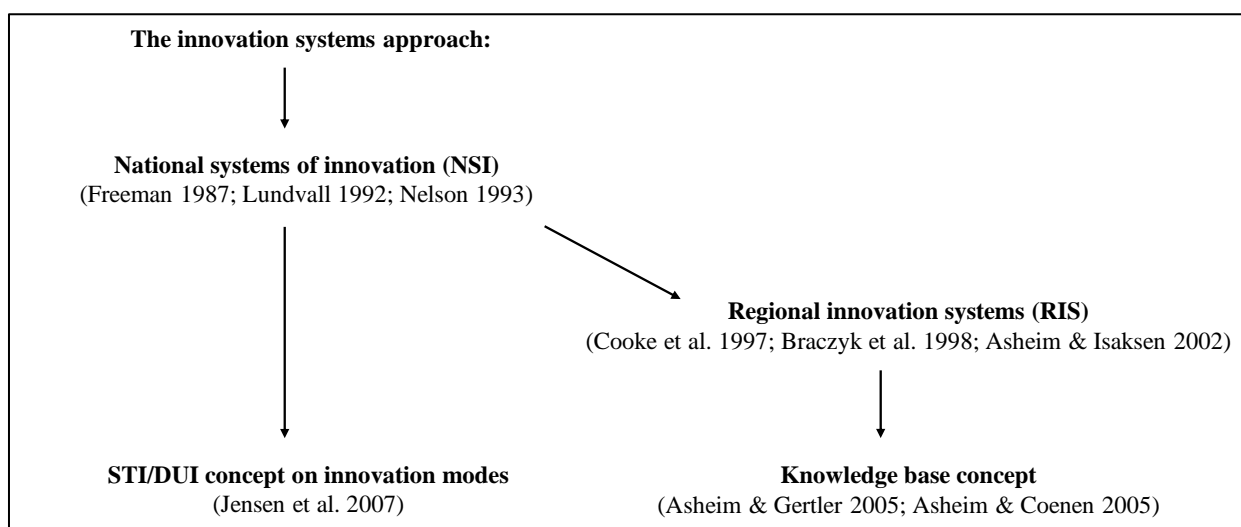 The innovation systems approach:
National systems of innovation (NSI)
(Freeman 1987; Lundvall 1992; Nelson 1993)
Regional innovation systems (RIS)
(Cooke et al. 1997; Braczyk et al. 1998; Asheim & Isaksen 2002)
STI/DUI concept on innovation modes
(Jensen et al. 2007)
Knowledge base concept
(Asheim & Gertler 2005; Asheim & Coenen 2005)